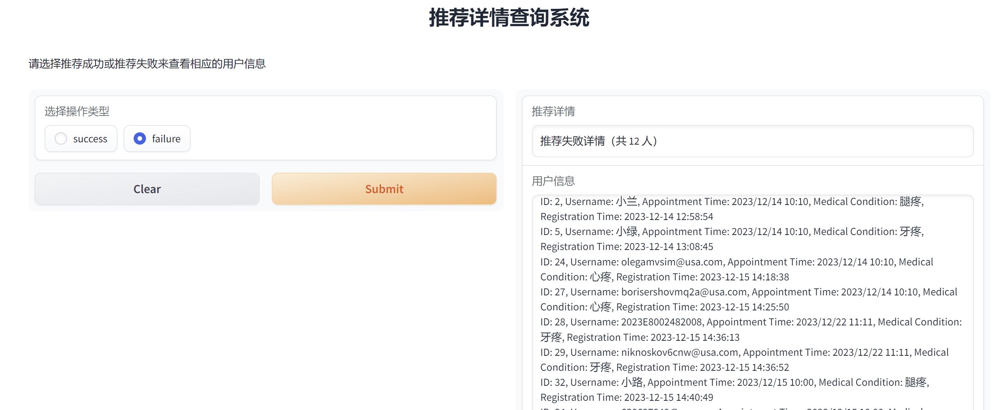 推荐详情查询系统
请选择推荐成功或推荐失败来查看相应的用户信息
选择操作类型
success
failure
Clear
Submit
推荐详情
推荐失败详情（共 12 人）
用户信息
ID: 2, Username: 小兰, Appointment Time: 2023/12/14 10:10, Medical Condition: 腿疼,
Registration Time: 2023-12-14 12:58:54
ID: 5, Username: 小绿, Appointment Time: 2023/12/14 10:10, Medical Condition: 牙疼,
Registration Time: 2023-12-14 13:08:45
ID: 24, Username: olegamvsim@usa.com, Appointment Time: 2023/12/14 10:10, Medical
Condition: 心疼, Registration Time: 2023-12-15 14:18:38
ID: 27, Username: borisershovmq2a@usa.com, Appointment Time: 2023/12/14 10:10, Medical
Condition: 心疼, Registration Time: 2023-12-15 14:25:50
ID: 28, Username: 2023E8002482008, Appointment Time: 2023/12/22 11:11, Medical Condition:
牙疼, Registration Time: 2023-12-15 14:36:13
ID: 29, Username: niknoskov6cnw@usa.com, Appointment Time: 2023/12/22 11:11, Medical
Condition: 牙疼, Registration Time: 2023-12-15 14:36:52
ID: 32, Username: 小路, Appointment Time: 2023/12/15 10:00, Medical Condition: 腿疼,
Registration Time: 2023-12-15 14:40:49